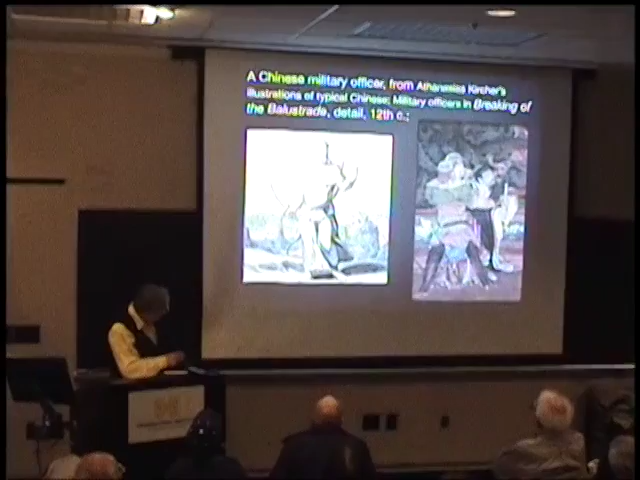 A Chinese military officer, from Athanasius Kircher's
illustrations of typical Chinese; Military officers in Breaking of
the Balustrade, detail, 12th c.;